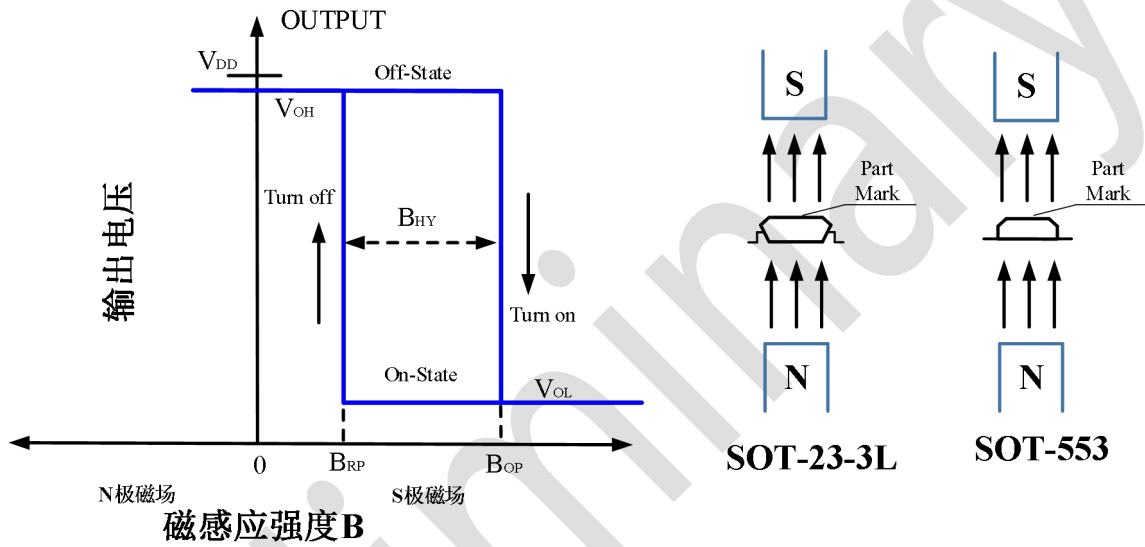 OUTPUT
VDD
Off-State
VOH
输出电压
Turn off
BHY
Turn on
On-State
VOL
0
BRP
BOP
N极磁场
S极磁场
磁感应强度B
S
Part
Mark
N
SOT-23-3L
S
Part
Mark
N
SOT-553